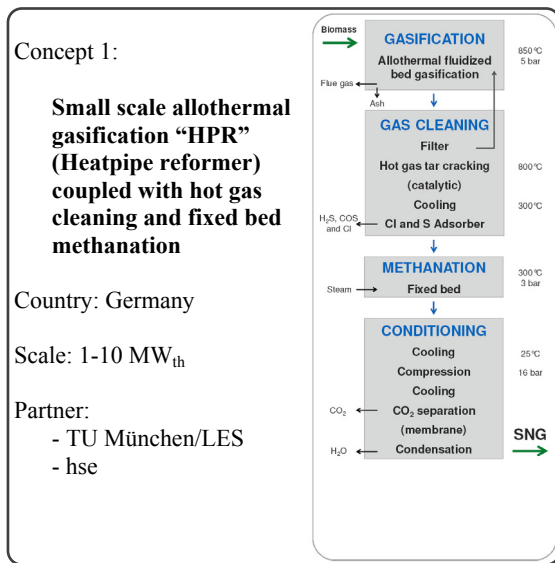 Concept 1:
Small scale allothermal
gasification “HPR”
(Heatpipe reformer)
coupled with hot gas
cleaning and fixed bed
methanation
Country: Germany
Scale: 1-10 MWth
Partner:
- TU München/LES
- hse
Biomass
GASIFICATION
Allothermal fluidized
bed gasification
850°C
5 bar
Flue gas
Ash
GAS CLEANING
Filter
Hot gas tar cracking
(catalytic)
800°C
Cooling
300°C
H2S, COS
and Cl
Cl and S Adsorber
METHANATION
Fixed bed
300°C
3 bar
Steam
CONDITIONING
Cooling
25°C
Compression
16 bar
Cooling
CO2
CO2 separation
(membrane)
SNG
H2O
Condensation